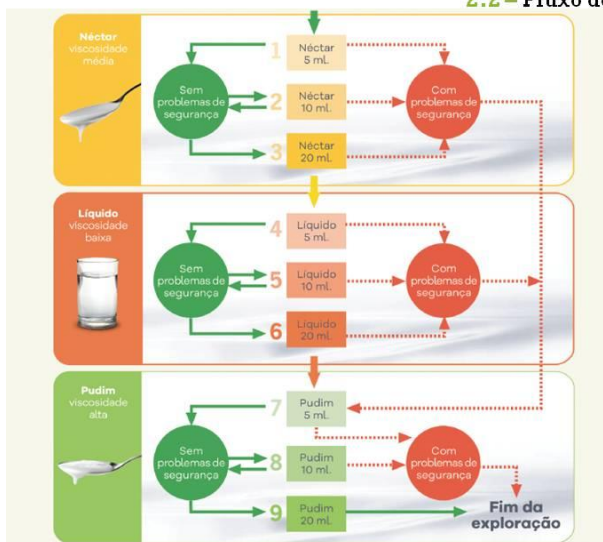 2.2 – Fluxo d
Néctar
viscosidade
média
Sem
problemas de
segurança
1
Néctar
5 ml.
2
Néctar
10 ml.
3
Néctar
20 ml.
Com
problemas de
segurança
Líquido
viscosidade
baixa
Sem
problemas de
segurança
4
Líquido
5 ml.
5
Líquido
10 ml.
6
Líquido
20 ml.
Com
problemas de
segurança
Pudim
viscosidade
alta
Sem
problemas de
segurança
7
Pudim
5 ml.
8
Pudim
10 ml.
9
Pudim
20 ml.
Com
problemas de
segurança
Fim da
exploração